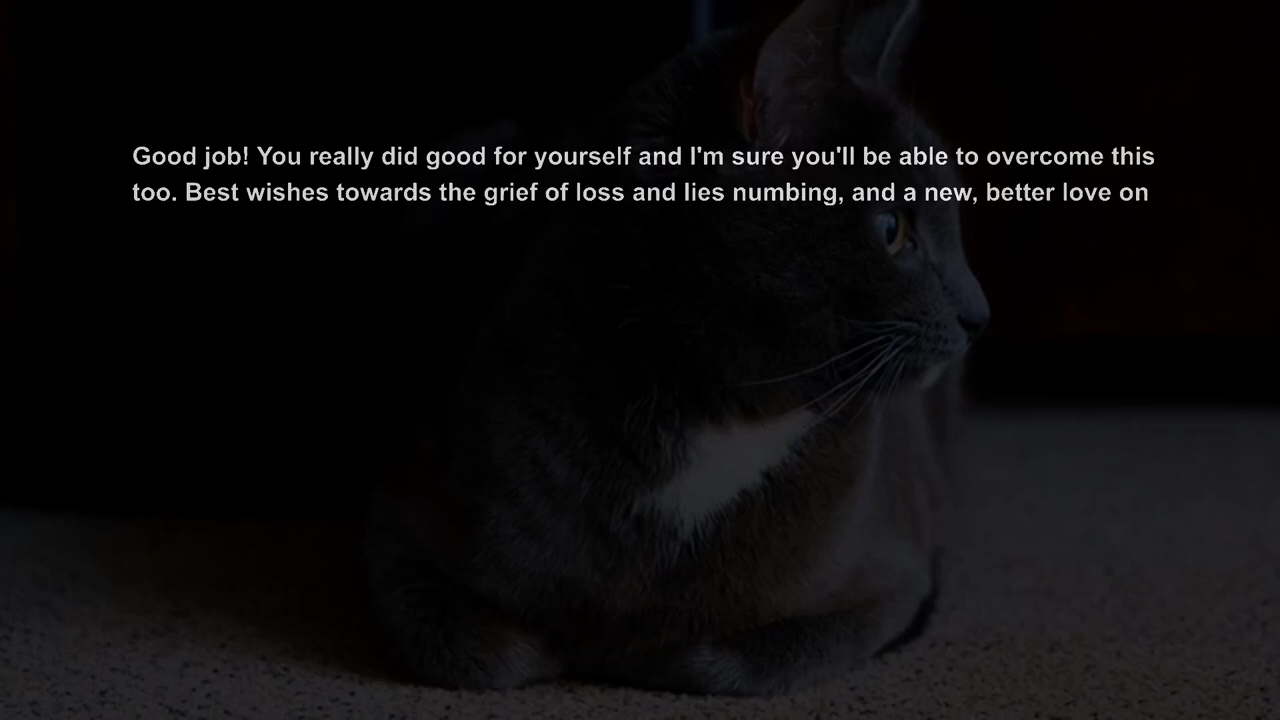 Good job! You really did good for yourself and I'm sure you'll be able to overcome this
too. Best wishes towards the grief of loss and lies numbing, and a new, better love on